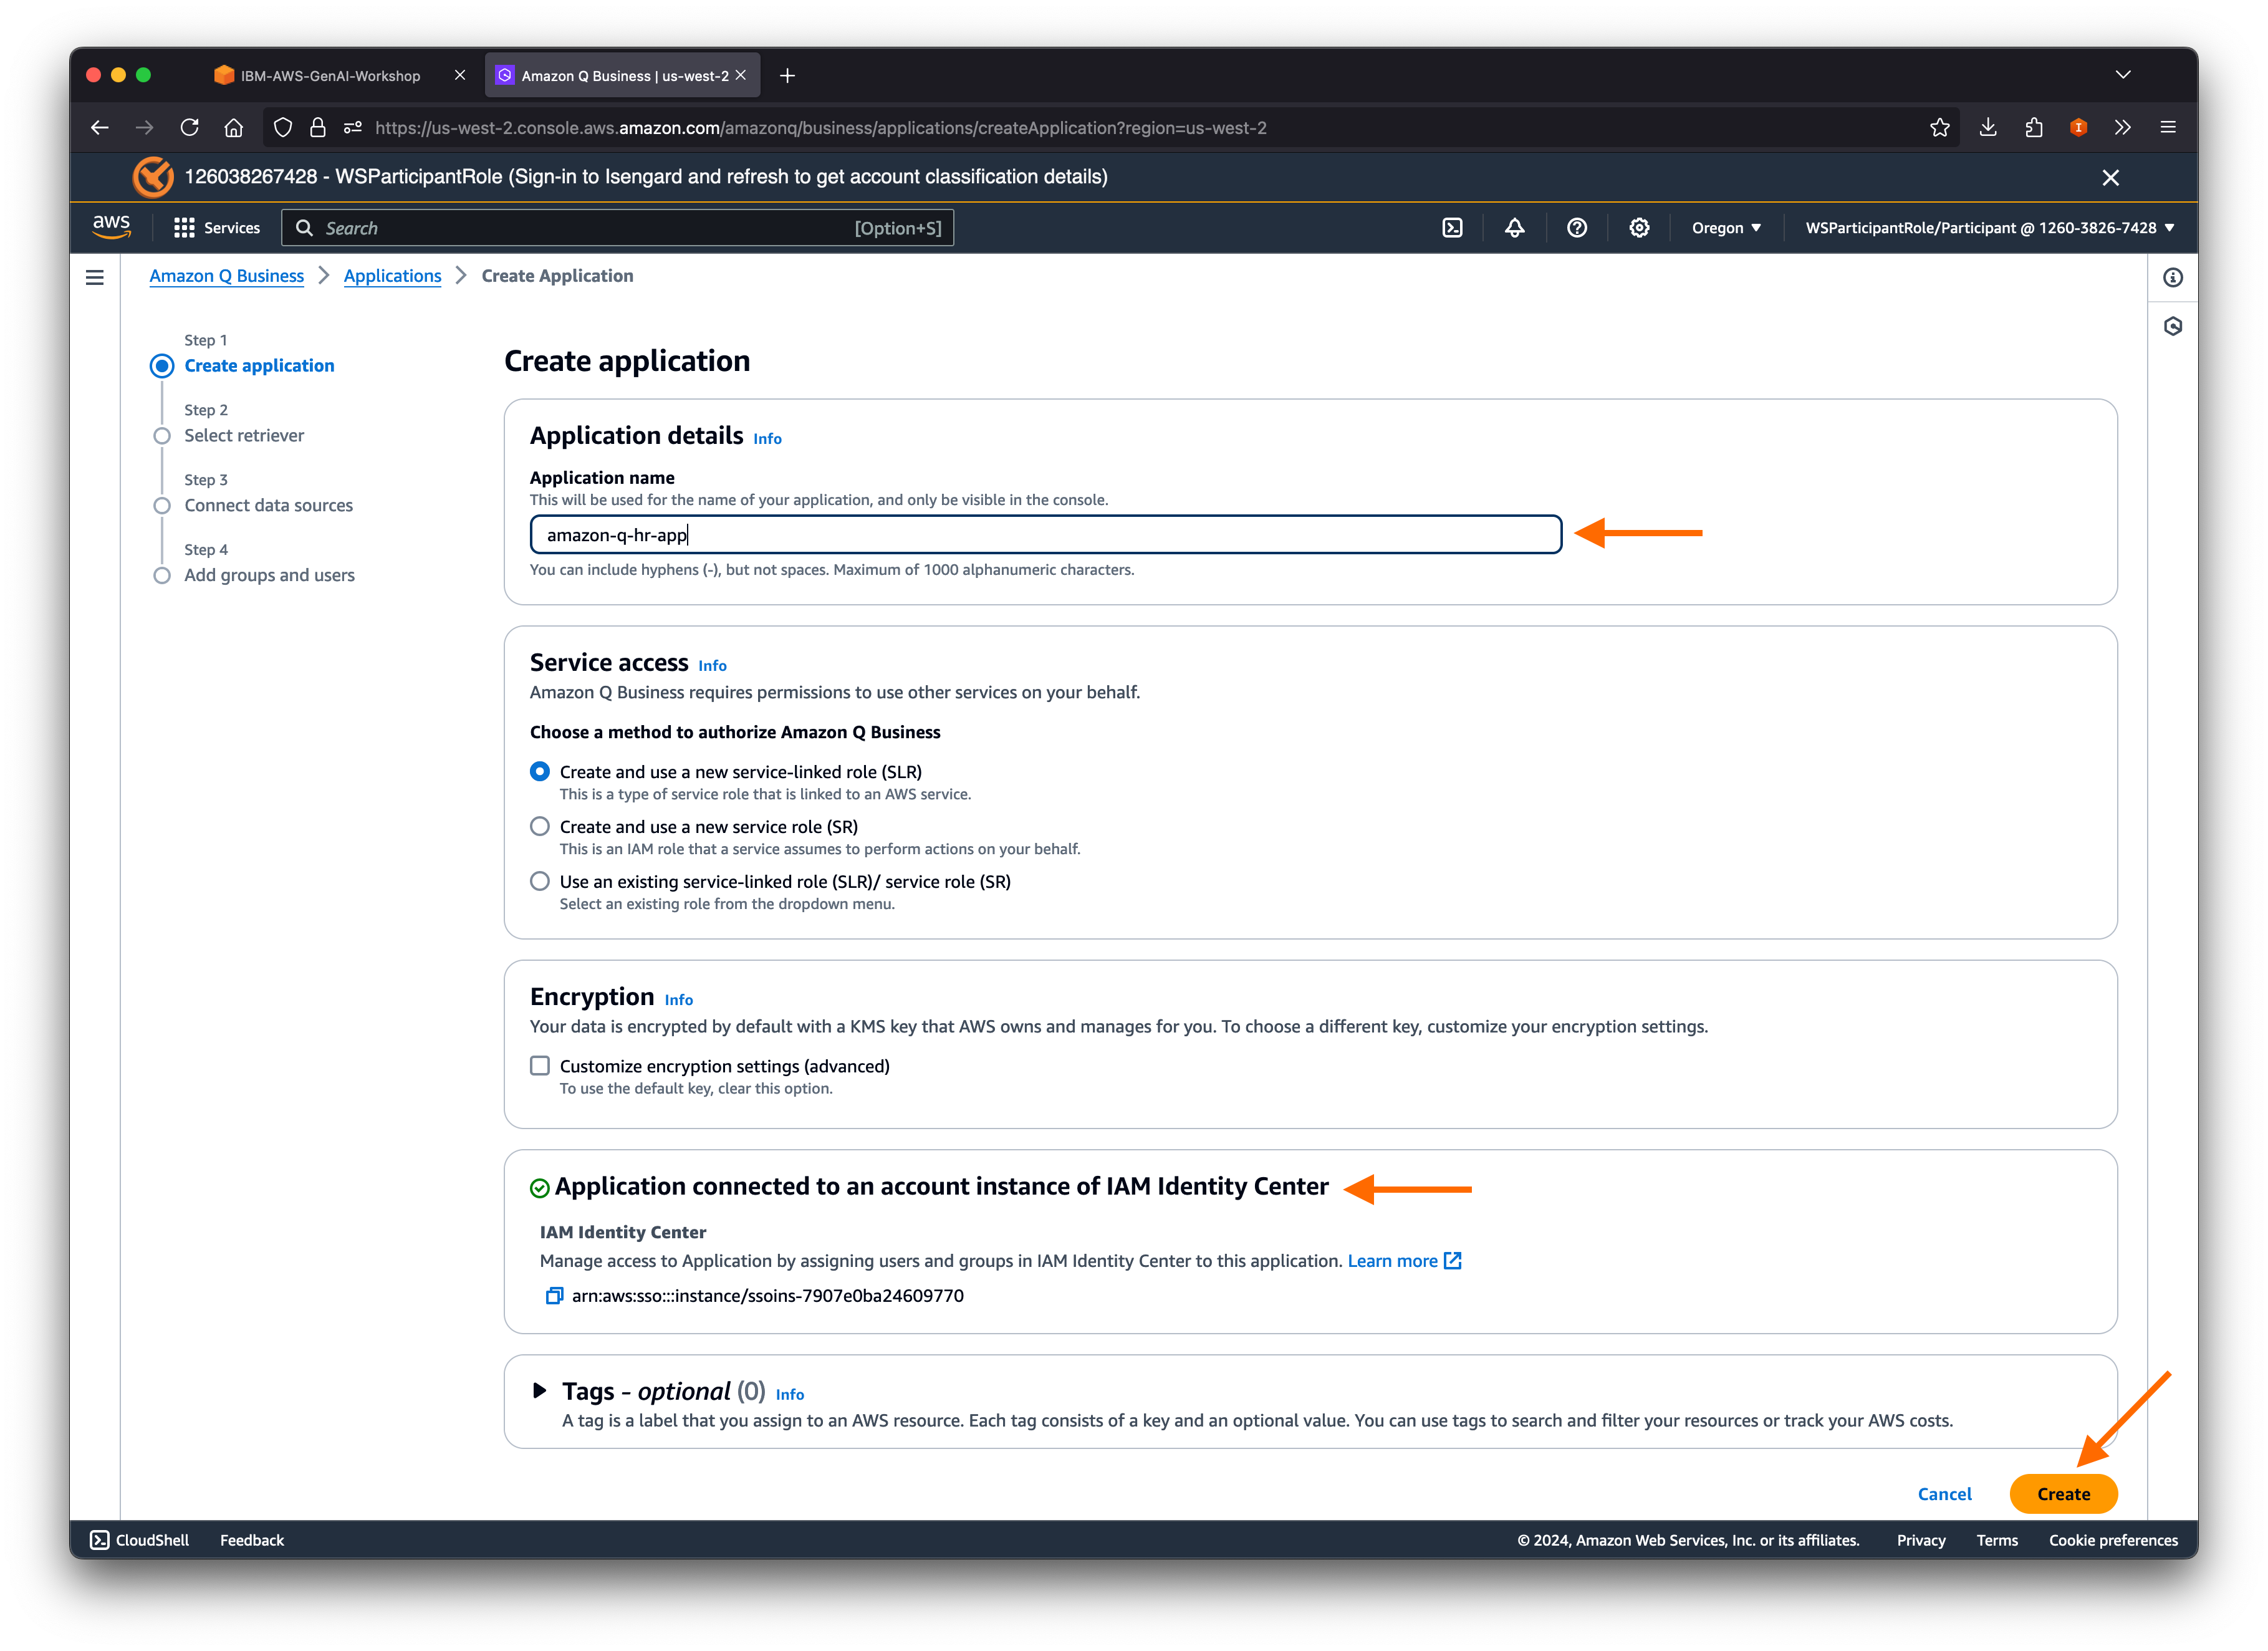 IBM-AWS-GenAI-Workshop
Amazon Q Business | us-west-2
https://us-west-2.console.aws.amazon.com/amazonq/business/applications/createApplication?region=us-west-2
126038267428 - WSParticipantRole (Sign-in to Isengard and refresh to get account classification details)
aws
Services
Search
[Option+S]
Oregon
WSParticipantRole/Participant @ 1260-3826-7428
Amazon Q Business
Applications
Create Application
Step 1
Create application
Step 2
Select retriever
Step 3
Connect data sources
Step 4
Add groups and users
Create application
Application details Info
Application name
This will be used for the name of your application, and only be visible in the console.
amazon-q-hr-app
You can include hyphens (-), but not spaces. Maximum of 1000 alphanumeric characters.
Service access Info
Amazon Q Business requires permissions to use other services on your behalf.
Choose a method to authorize Amazon Q Business
Create and use a new service-linked role (SLR)
This is a type of service role that is linked to an AWS service.
Create and use a new service role (SR)
This is an IAM role that a service assumes to perform actions on your behalf.
Use an existing service-linked role (SLR)/ service role (SR)
Select an existing role from the dropdown menu.
Encryption Info
Your data is encrypted by default with a KMS key that AWS owns and manages for you. To choose a different key, customize your encryption settings.
Customize encryption settings (advanced)
To use the default key, clear this option.
Application connected to an account instance of IAM Identity Center
IAM Identity Center
Manage access to Application by assigning users and groups in IAM Identity Center to this application. Learn more
arn:aws:sso:::instance/ssoins-7907e0ba24609770
Tags - optional (0) Info
A tag is a label that you assign to an AWS resource. Each tag consists of a key and an optional value. You can use tags to search and filter your resources or track your AWS costs.
Cancel
Create
CloudShell
Feedback
© 2024, Amazon Web Services, Inc. or its affiliates.
Privacy
Terms
Cookie preferences